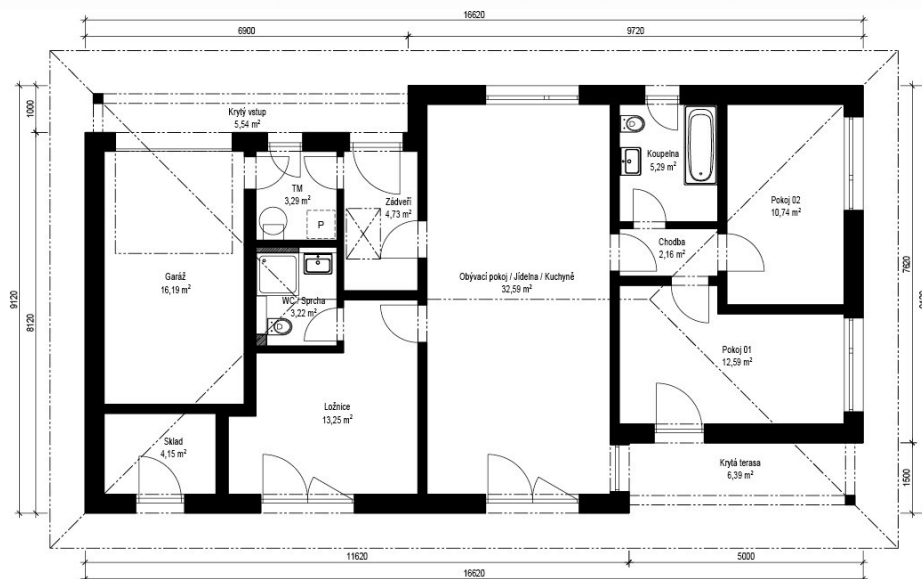 16620
6900
9720
1000
8120
9120
Krytý vstup
5,54 m²
TM
3,29 m²
P
Zádveří
4,73 m²
Koupelna
5,29 m²
Pokoj 02
10,74 m²
Chodba
2,16 m²
Garáž
16,19 m²
Obývací pokoj / Jídelna / Kuchyně
32,59 m²
WC / Sprcha
3,22 m²
Pokoj 01
12,59 m²
Ložnice
13,25 m²
Sklad
4,15 m²
Krytá terasa
6,39 m²
7620
1500
11620
5000
16620